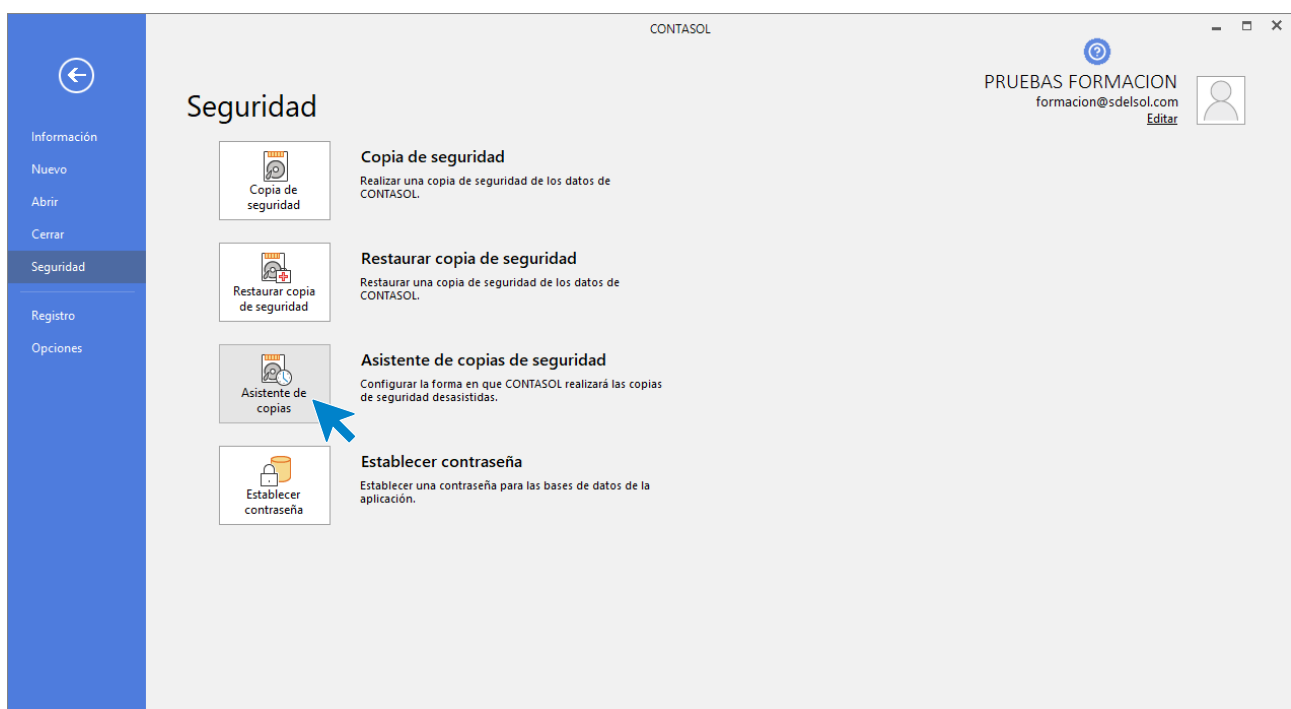 CONTASOL
PRUEBAS FORMACION
formacion@sdelsol.com
Editar
Información
Nuevo
Abrir
Cerrar
Seguridad
Registro
Opciones
Seguridad
Copia de
seguridad
Copia de seguridad
Realizar una copia de seguridad de los datos de
CONTASOL.
Restaurar copia
de seguridad
Restaurar copia de seguridad
Restaurar una copia de seguridad de los datos de
CONTASOL.
Asistente de
copias
Asistente de copias de seguridad
Configurar la forma en que CONTASOL realizará las copias
de seguridad desasistidas.
Establecer
contraseña
Establecer contraseña
Establecer una contraseña para las bases de datos de la
aplicación.